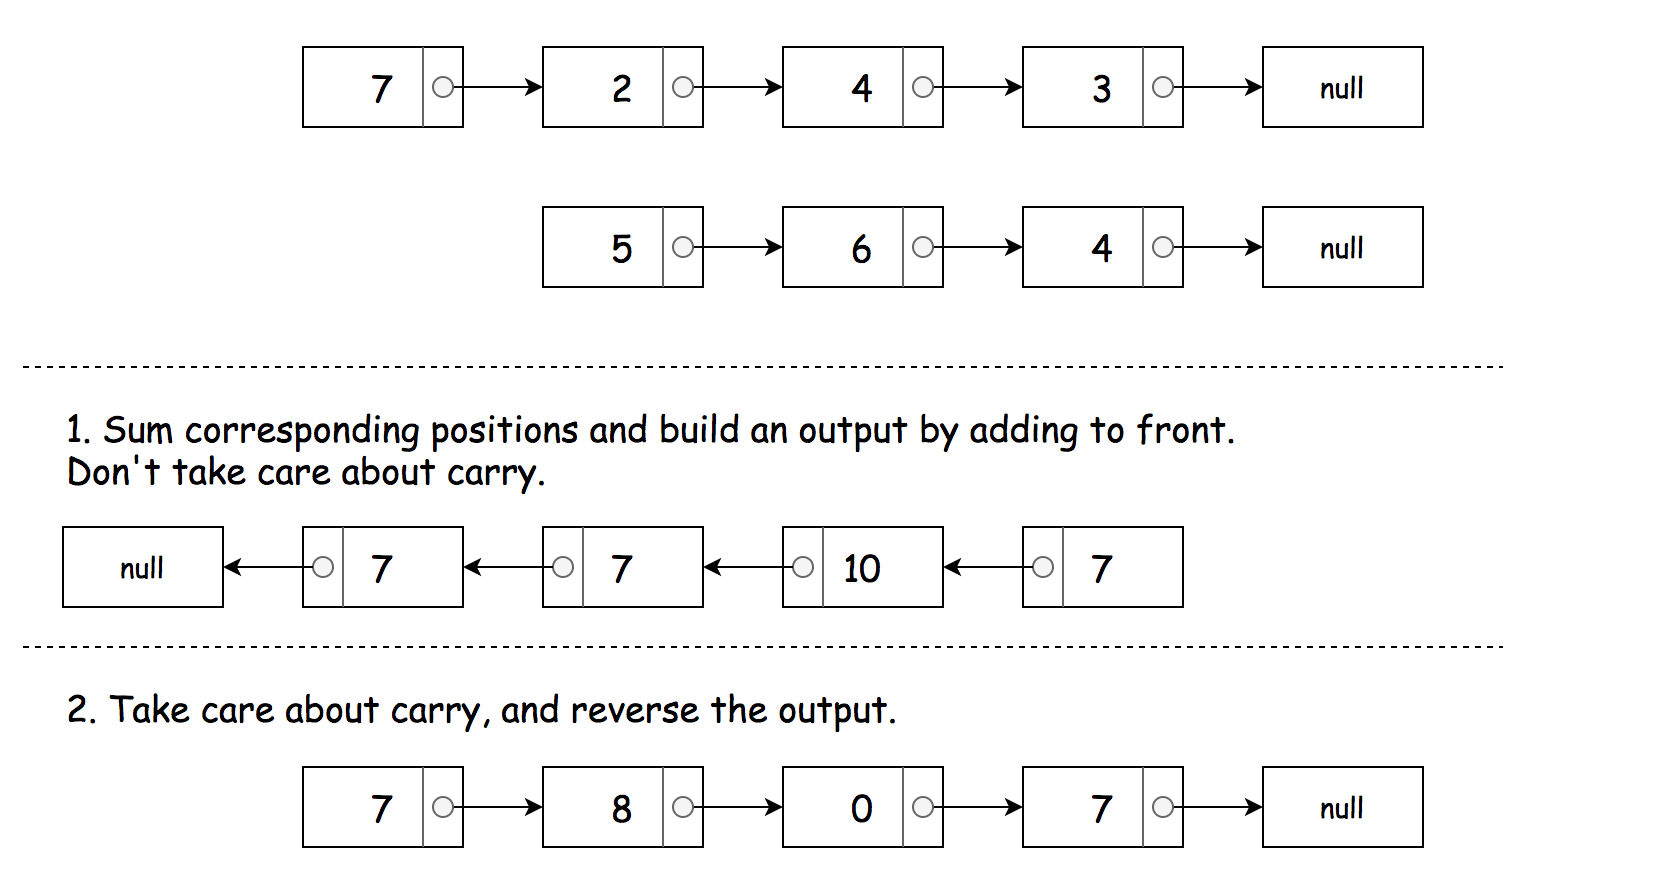 7 2 4 3 null
5 6 4 null
1. Sum corresponding positions and build an output by adding to front.
Don't take care about carry.
null 7 7 10 7
2. Take care about carry, and reverse the output.
7 8 0 7 null